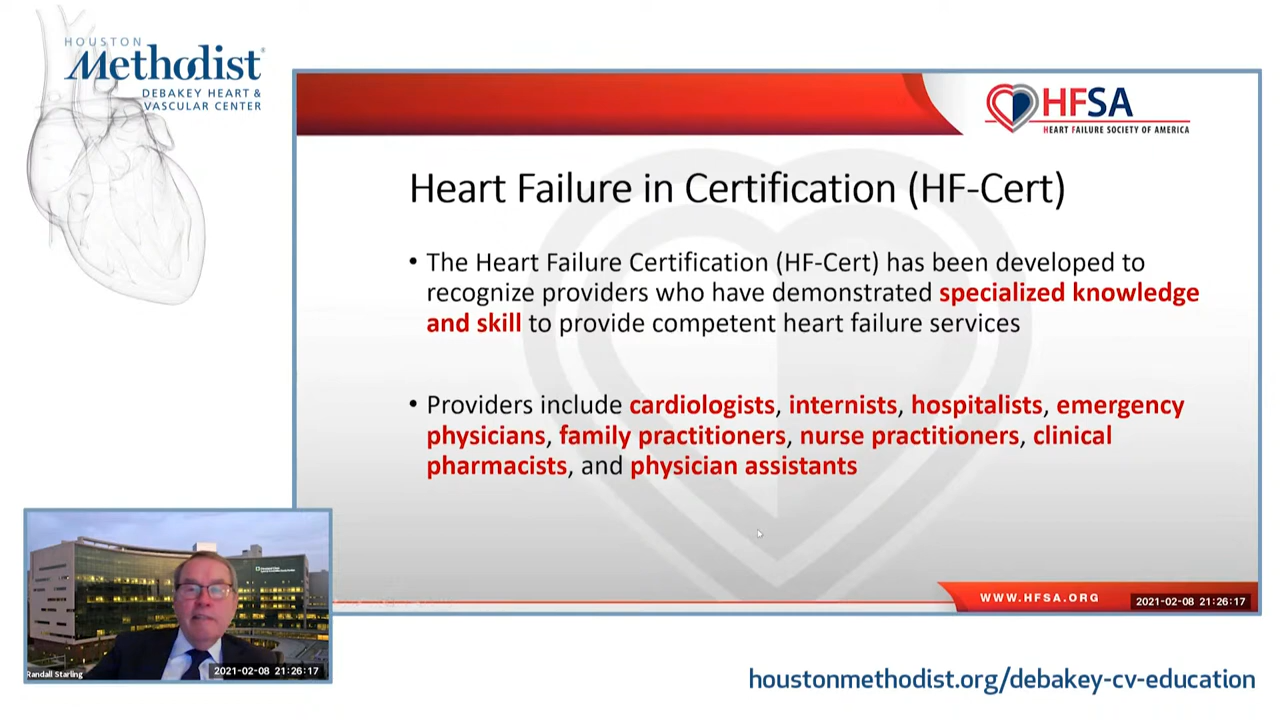 HOUSTON
Methodist
DEBAKEY HEART &
VASCULAR CENTER
HFSA
HEART FAILURE SOCIETY OF AMERICA
Heart Failure in Certification (HF-Cert)
• The Heart Failure Certification (HF-Cert) has been developed to
recognize providers who have demonstrated specialized knowledge
and skill to provide competent heart failure services
• Providers include cardiologists, internists, hospitalists, emergency
physicians, family practitioners, nurse practitioners, clinical
pharmacists, and physician assistants
WWW.HFSA.ORG
2021-02-08 21:26:17
Randall Starling
2021-02-08 21:26:17
houstonmethodist.org/debakey-cv-education